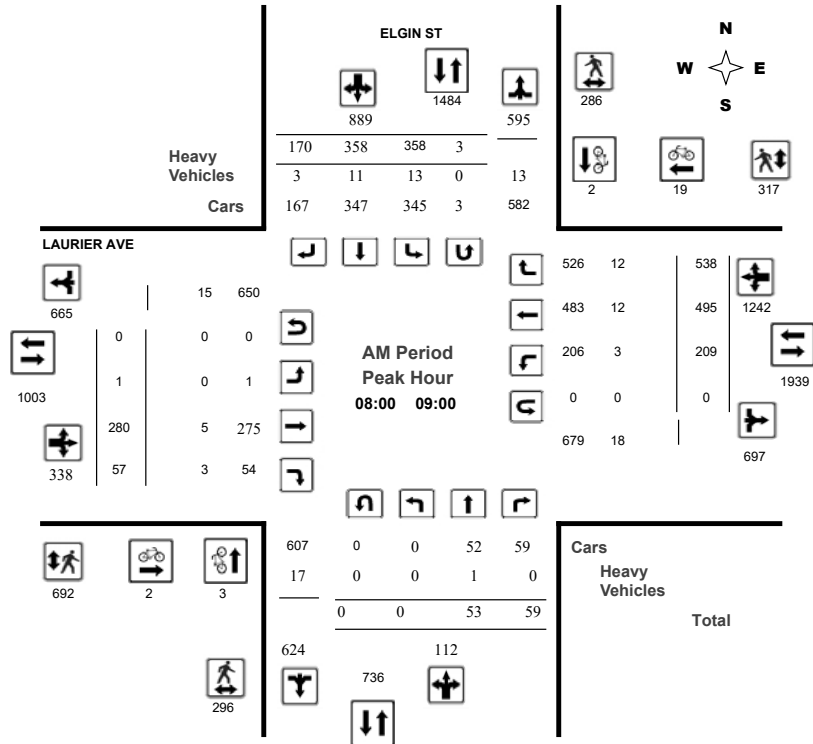 ELGIN ST
N
W E
S
1484
286
889 595
170 358 358 3
Heavy
Vehicles
3 11 13 0 13
2 19 317
Cars 167 347 345 3 582
LAURIER AVE
526 12 538
15 650
665
1242
0 0 0
483 12 495
AM Period
Peak Hour
08:00 09:00
206 3 209
1003
1 0 1
1939
0 0 0
280 5 275
679 18
697
338
57 3 54
607 0 0 52 59 Cars
17 0 0 1 0 Heavy
Vehicles
692 2 3
0 0 53 59 Total
624 112
736
296